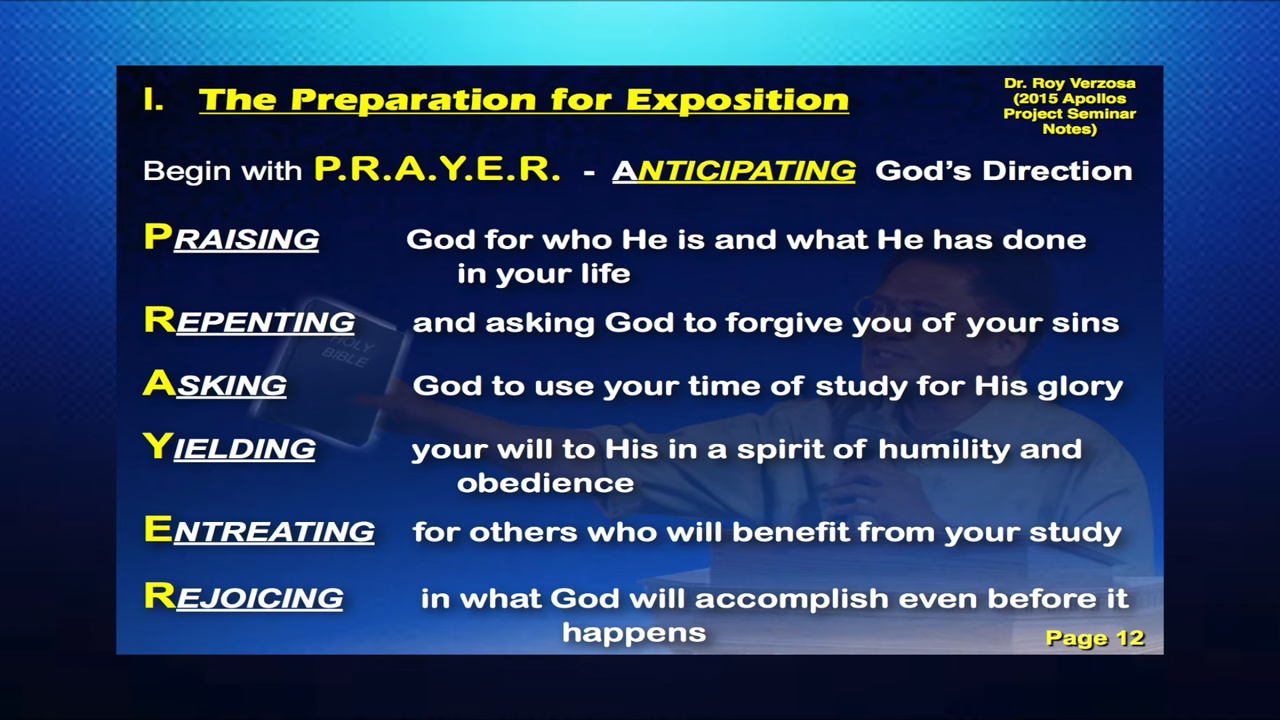 I. The Preparation for Exposition
Dr. Roy Verzosa
(2015 Apollos
Project Seminar
Notes)
Begin with P.R.A.Y.E.R. - ANTICIPATING God's Direction
PRAISING God for who He is and what He has done
in your life
REPENTING and asking God to forgive you of your sins
HOLY
BIBLE
ASKING God to use your time of study for His glory
YIELDING your will to His in a spirit of humility and
obedience
ENTREATING for others who will benefit from your study
REJOICING in what God will accomplish even before it
happens
Page 12